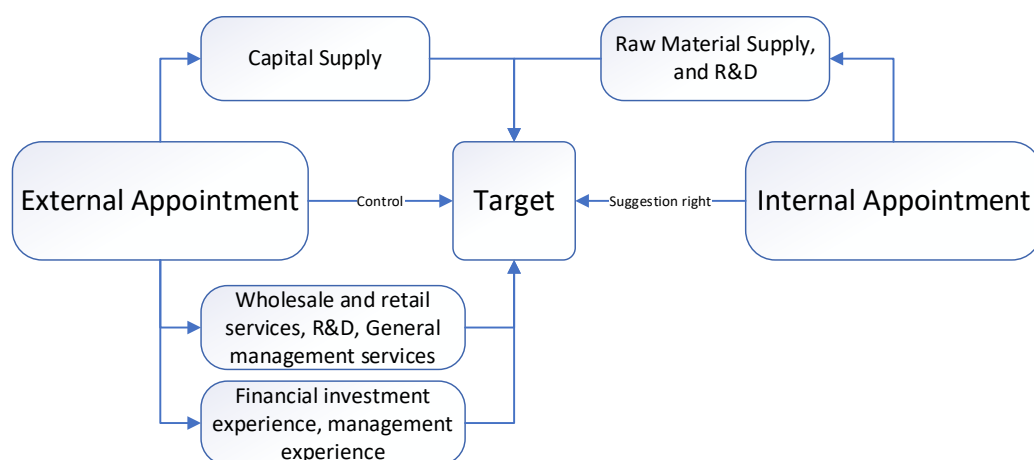 Capital Supply
Raw Material Supply,
and R&D
External Appointment
Control
Target
Suggestion right
Internal Appointment
Wholesale and retail
services, R&D, General
management services
Financial investment
experience, management
experience